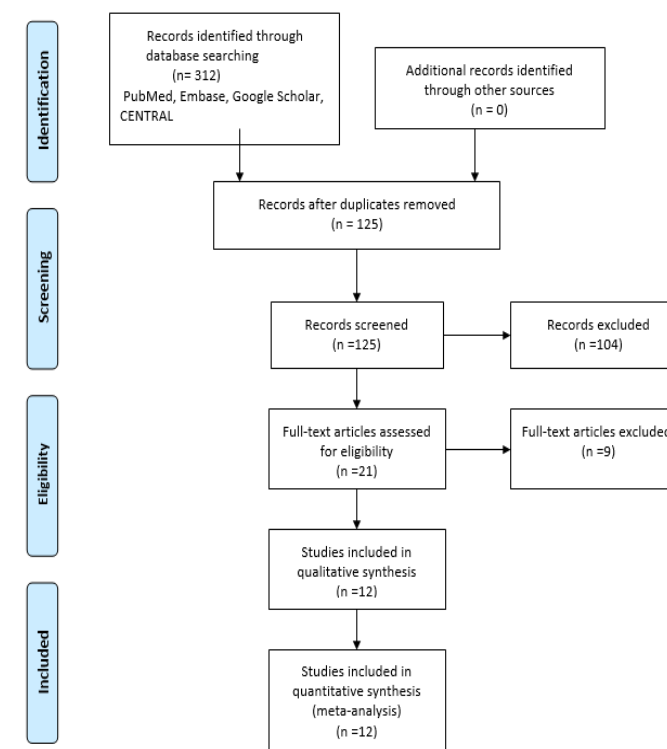 Identification
Records identified through
database searching
(n= 312)
PubMed, Embase, Google Scholar,
CENTRAL
Additional records identified
through other sources
(n = 0)
Records after duplicates removed
(n = 125)
Screening
Records screened
(n =125)
Records excluded
(n =104)
Eligibility
Full-text articles assessed
for eligibility
(n =21)
Full-text articles excluded
(n =9)
Studies included in
qualitative synthesis
(n =12)
Included
Studies included in
quantitative synthesis
(meta-analysis)
(n =12)